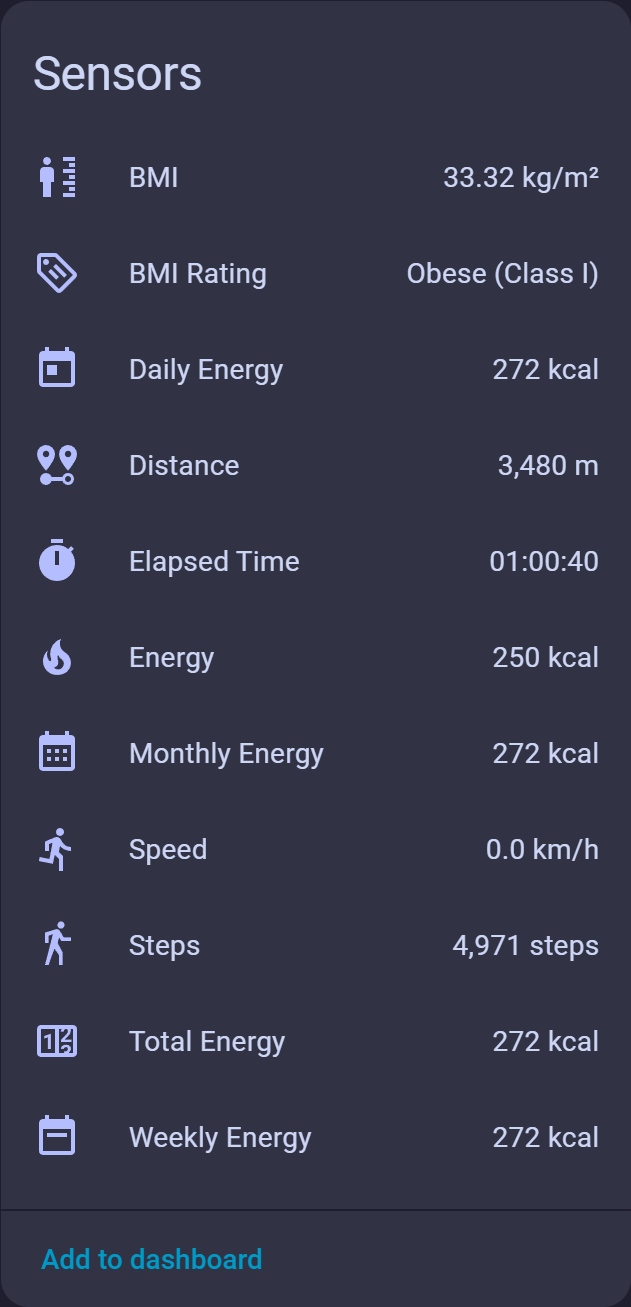 Sensors
BMI 33.32 kg/m²
BMI Rating Obese (Class I)
Daily Energy 272 kcal
Distance 3,480 m
Elapsed Time 01:00:40
Energy 250 kcal
Monthly Energy 272 kcal
Speed 0.0 km/h
Steps 4,971 steps
Total Energy 272 kcal
Weekly Energy 272 kcal
Add to dashboard